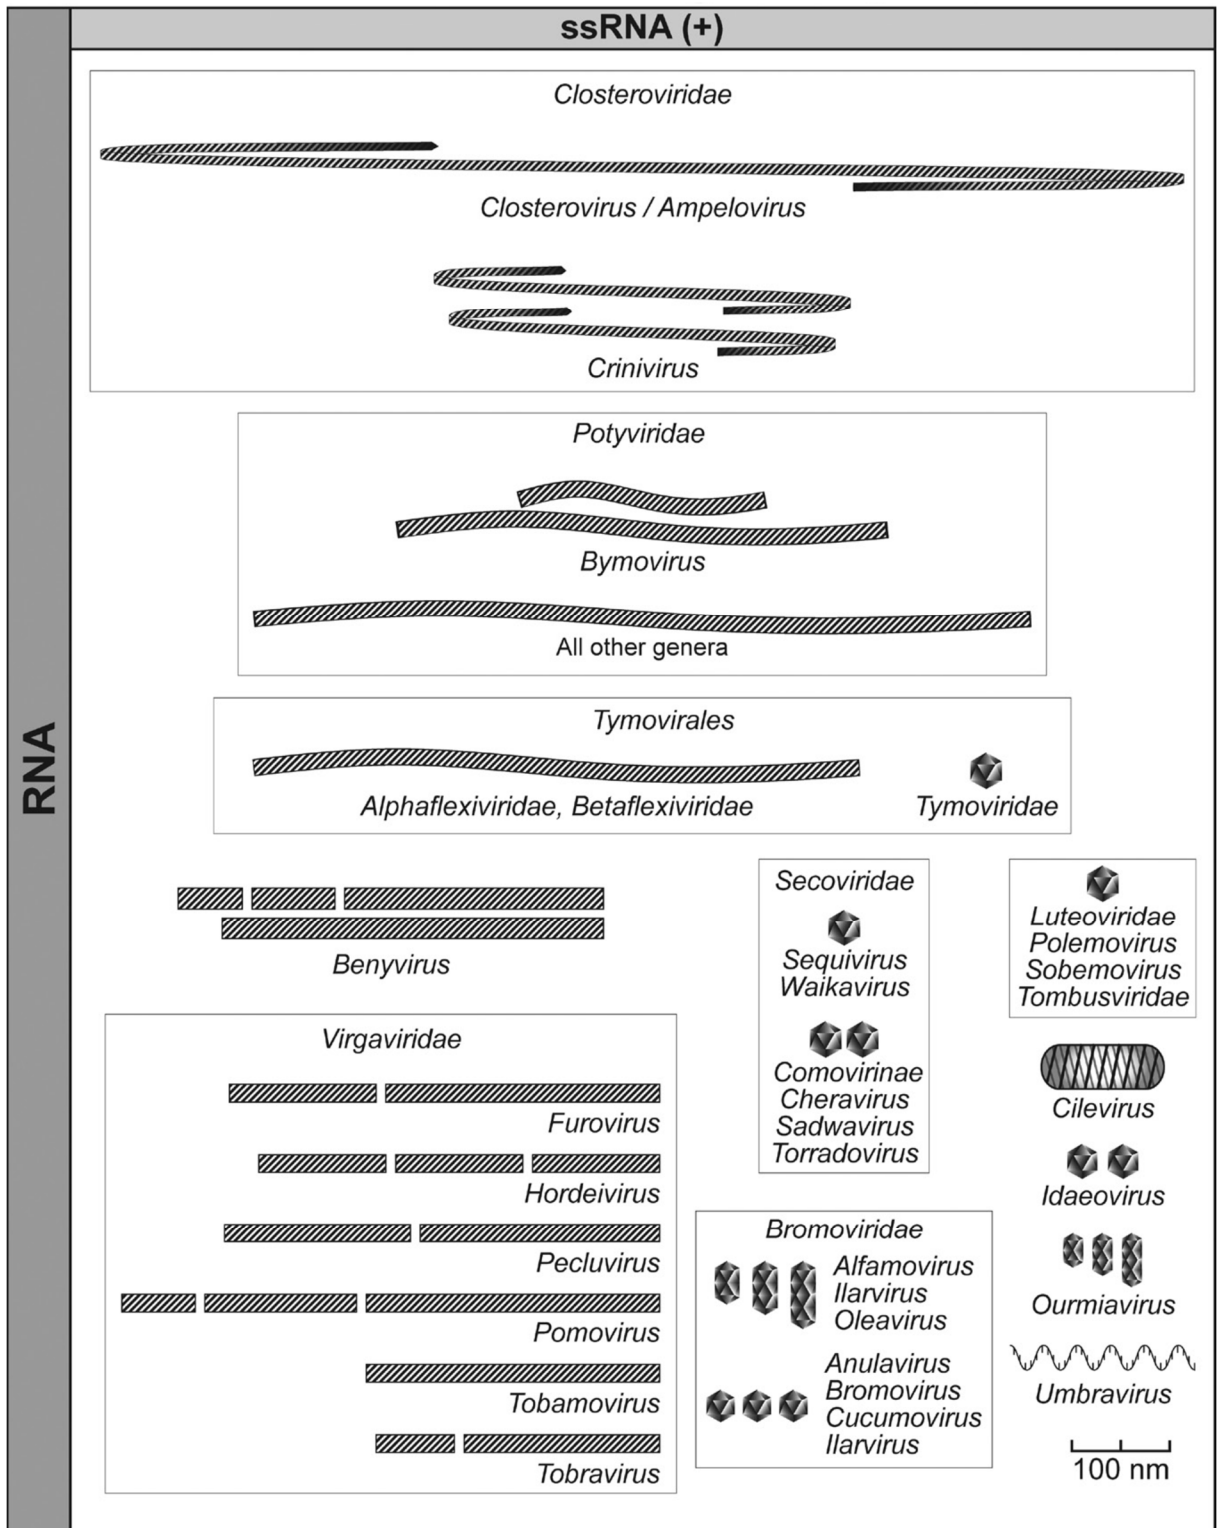 ssRNA (+)
RNA
Closteroviridae
Closterovirus / Ampelovirus
Crinivirus
Potyviridae
Bymovirus
All other genera
Tymovirales
Alphaflexiviridae, Betaflexiviridae
Tymoviridae
Benyvirus
Virgaviridae
Furovirus
Hordeivirus
Pecluvirus
Pomovirus
Tobamovirus
Tobravirus
Secoviridae
Sequivirus
Waikavirus
Comovirinae
Cheravirus
Sadwavirus
Torradovirus
Bromoviridae
Alfamovirus
Ilarvirus
Oleavirus
Anulavirus
Bromovirus
Cucumovirus
Ilarvirus
Luteoviridae
Polemovirus
Sobemovirus
Tombusviridae
Cilevirus
Idaeovirus
Ourmiavirus
Umbravirus
100 nm